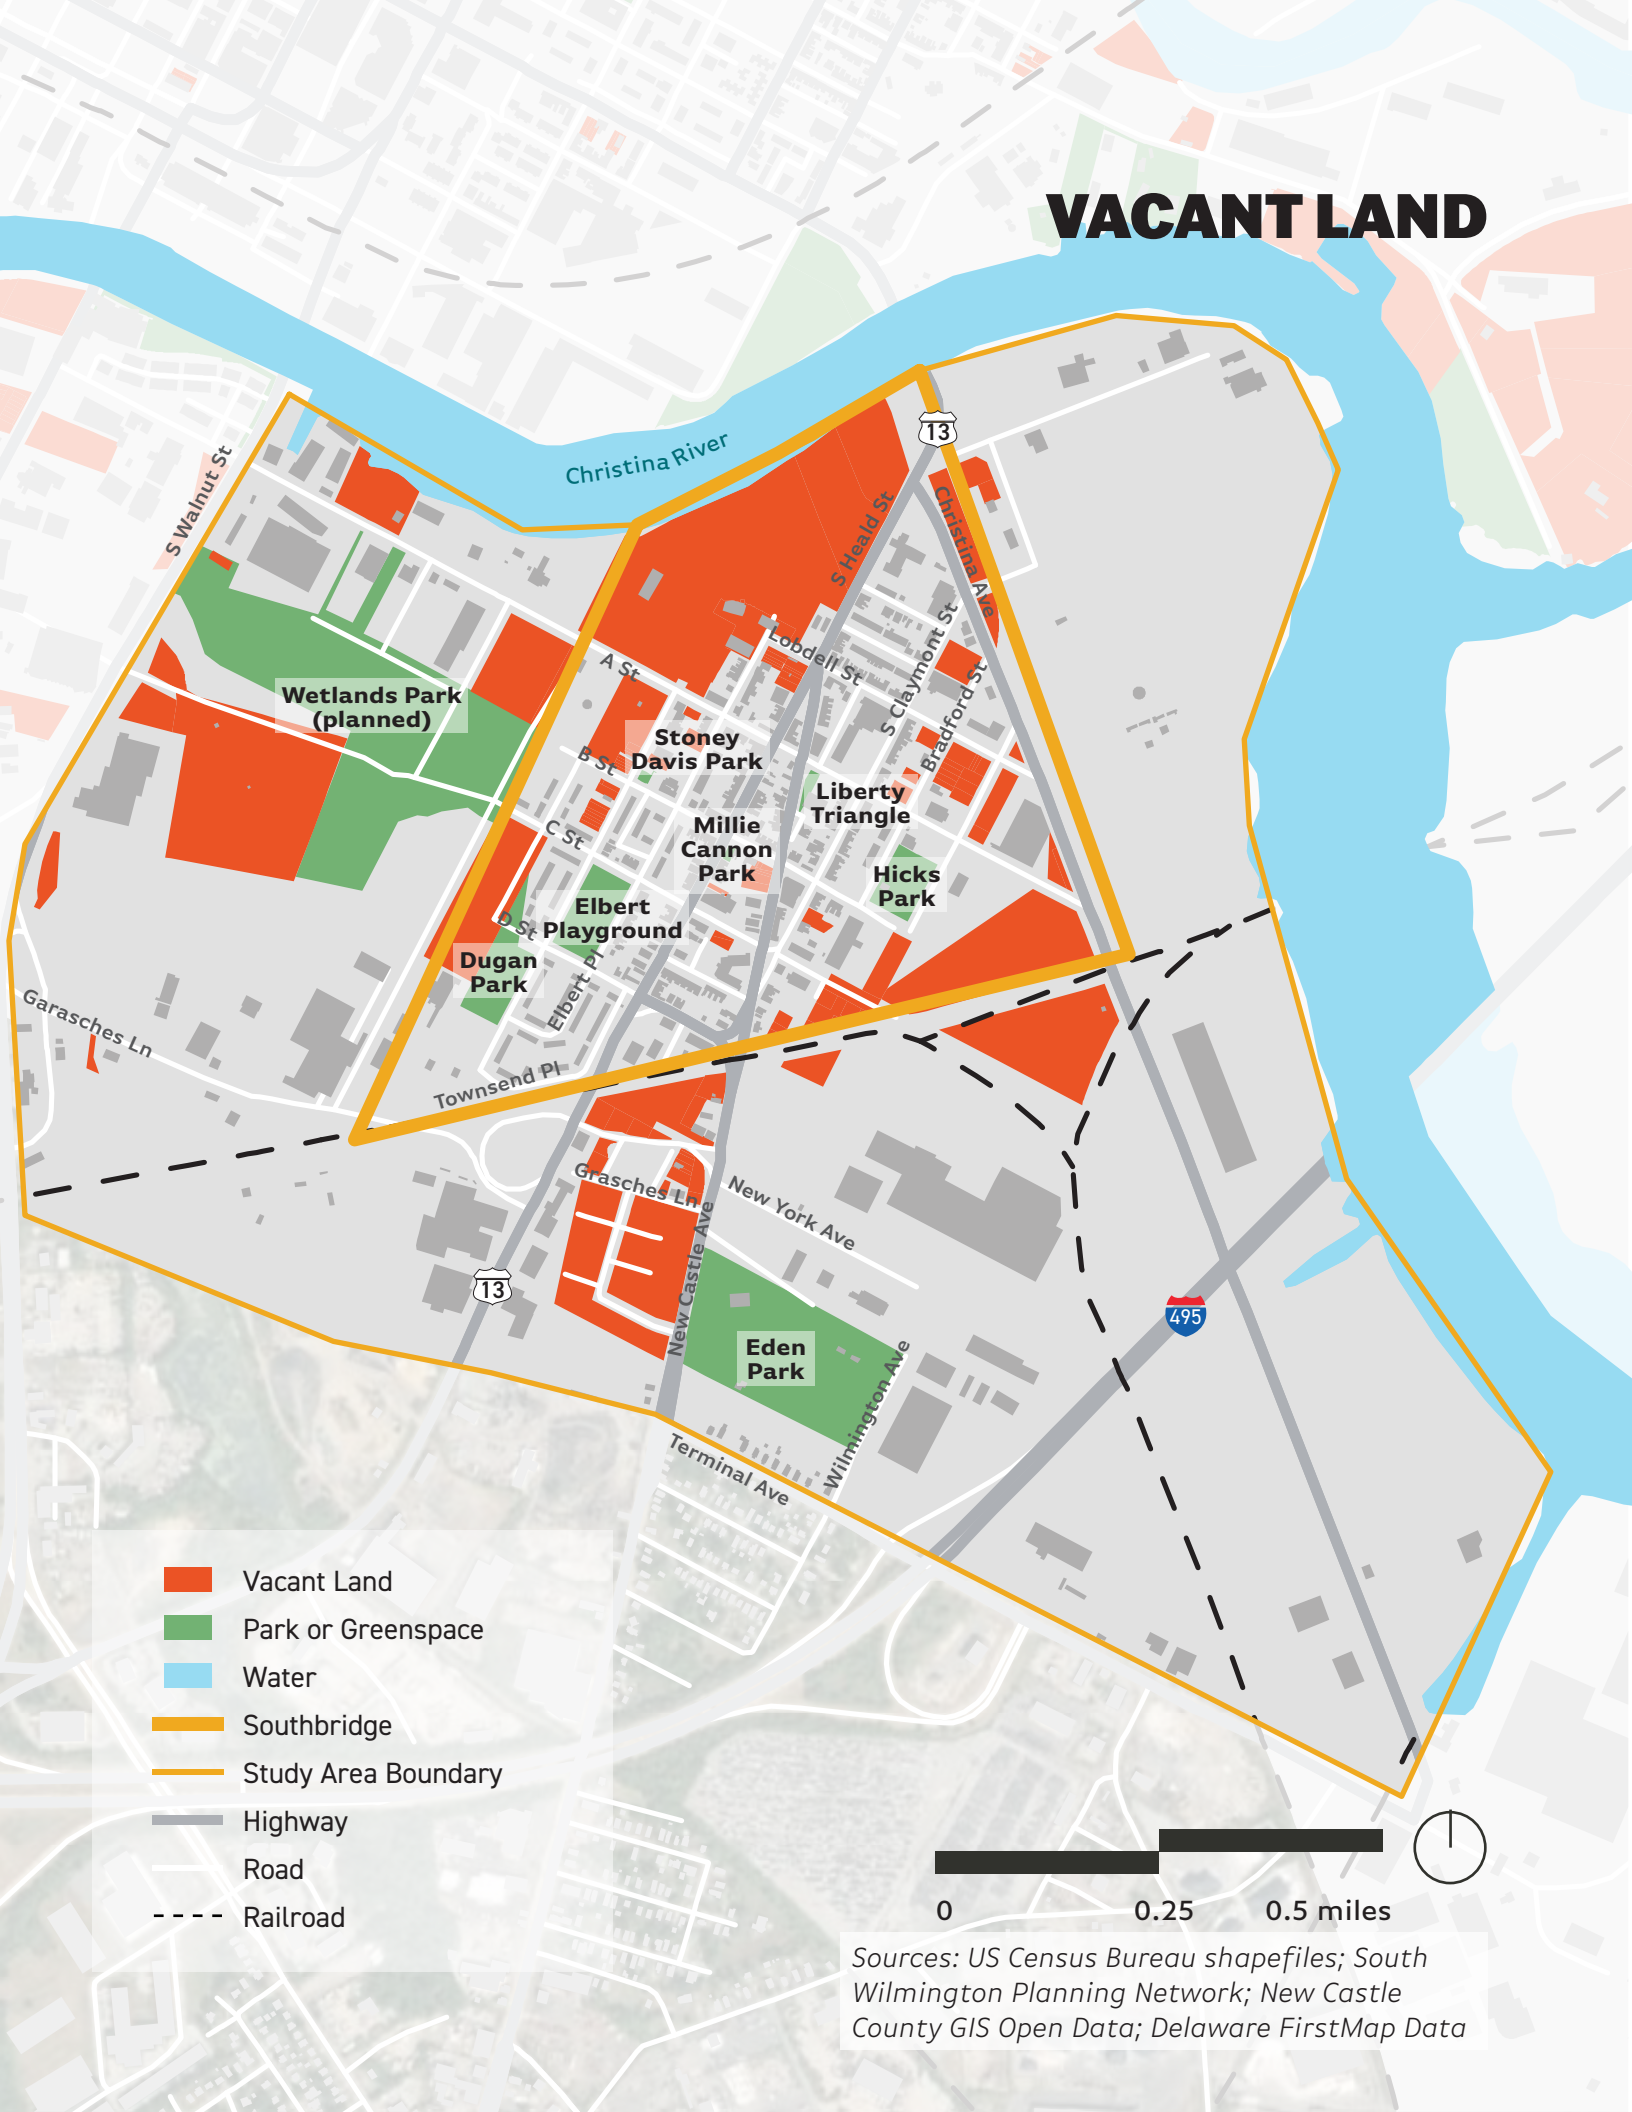 VACANT LAND
13
Christina River
S Walnut St
S Heald St
Christina Ave
Lobdell St
A St
S Claymont St
Bradford St
Wetlands Park
(planned)
Stoney
Davis Park
B St
Liberty
Triangle
Millie
Cannon
Park
C St
Hicks
Park
Elbert
Playground
D St
Dugan
Park
Elbert Pl
Garasches Ln
Townsend Pl
Grasches Ln
New York Ave
New Castle Ave
13
495
Eden
Park
Wilmington Ave
Terminal Ave
Vacant Land
Park or Greenspace
Water
Southbridge
Study Area Boundary
Highway
Road
Railroad
0 0.25 0.5 miles
Sources: US Census Bureau shapefiles; South
Wilmington Planning Network; New Castle
County GIS Open Data; Delaware FirstMap Data